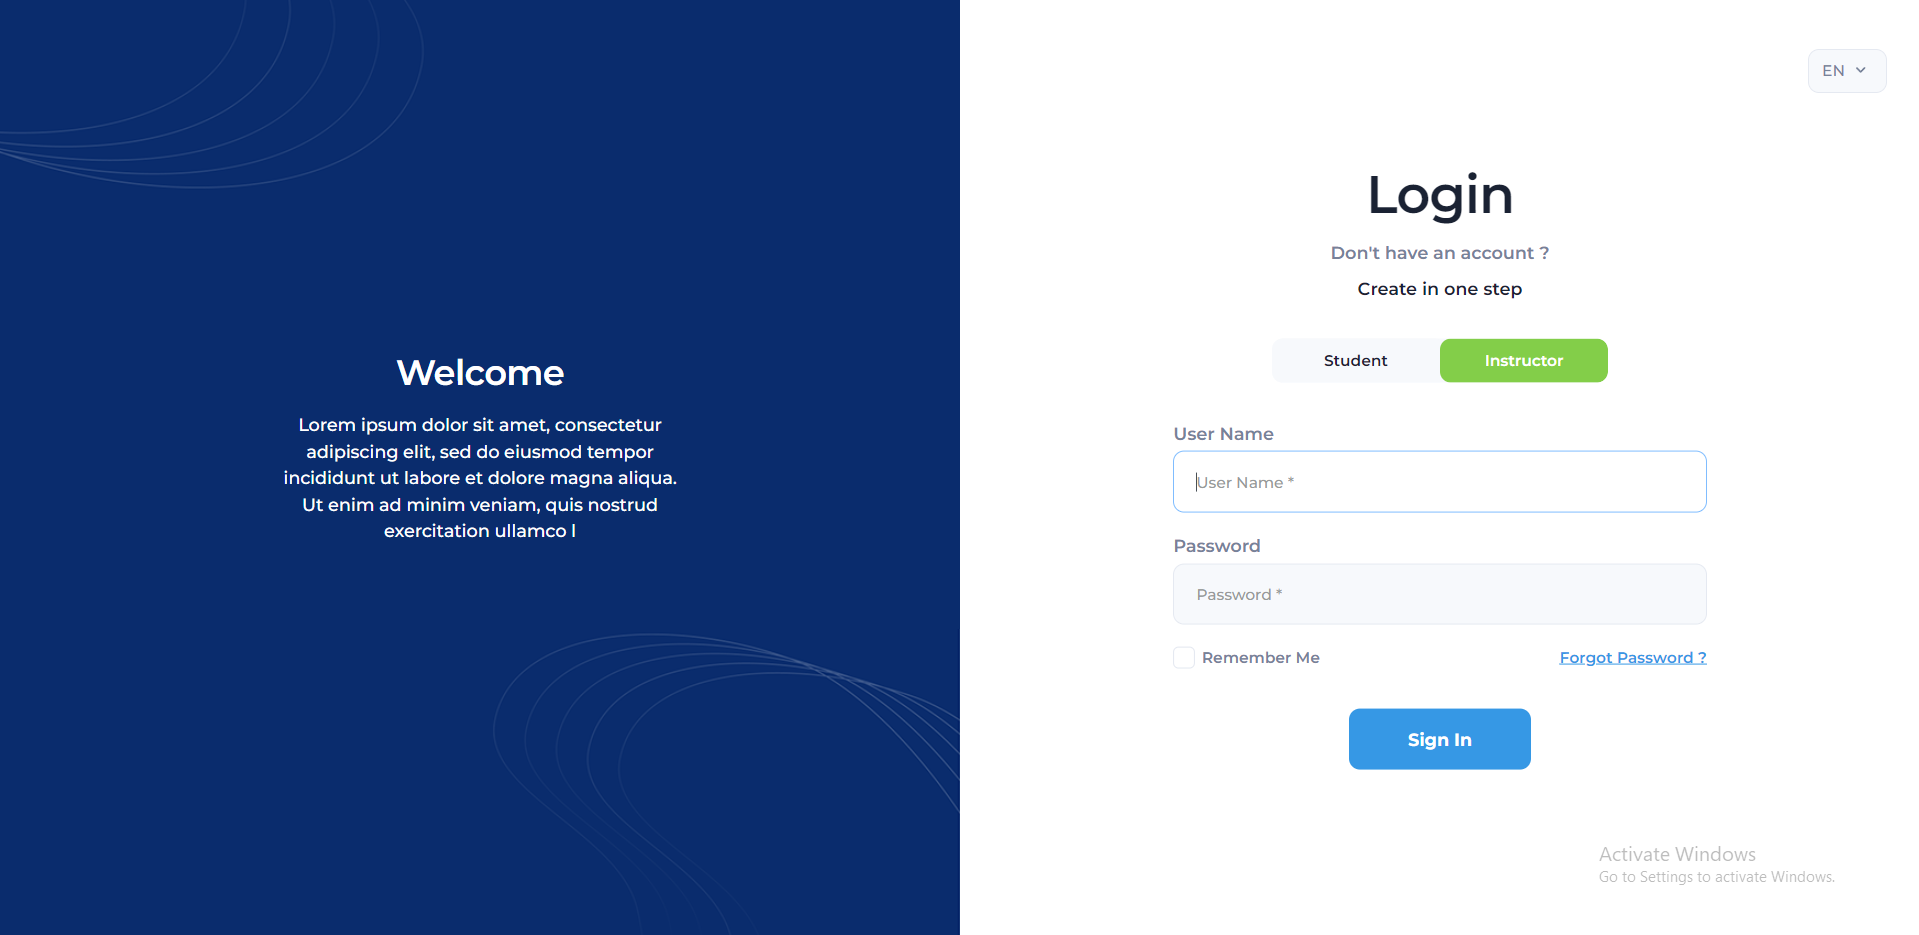 Welcome
Lorem ipsum dolor sit amet, consectetur
adipiscing elit, sed do eiusmod tempor
incididunt ut labore et dolore magna aliqua.
Ut enim ad minim veniam, quis nostrud
exercitation ullamco l
EN
Login
Don't have an account ?
Create in one step
Student
Instructor
User Name
User Name *
Password
Password *
Remember Me
Forgot Password ?
Sign In
Activate Windows
Go to Settings to activate Windows.